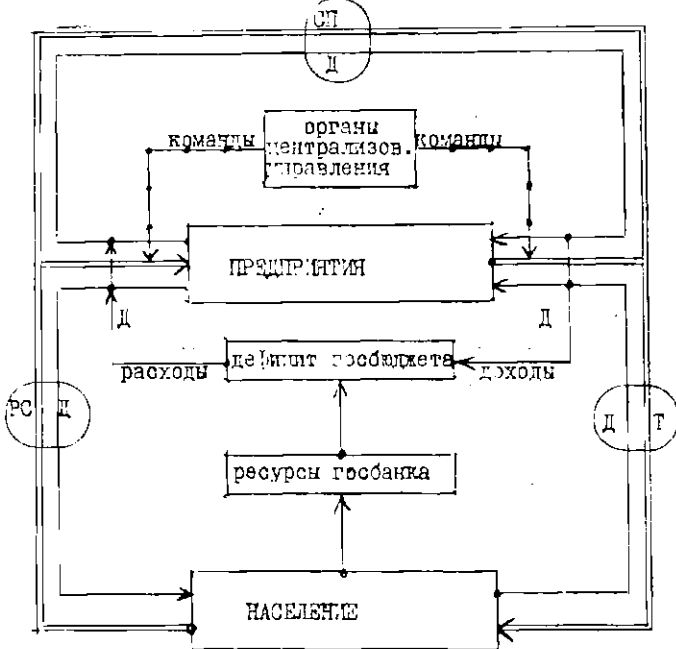 СП
Д
органы
команды централизов. команды
управления
ПРЕДПРИЯТИЯ
Д Д
расходы дефицит госбюджета доходы
РС Д Д Т
ресурсы госбанка
НАСЕЛЕНИЕ